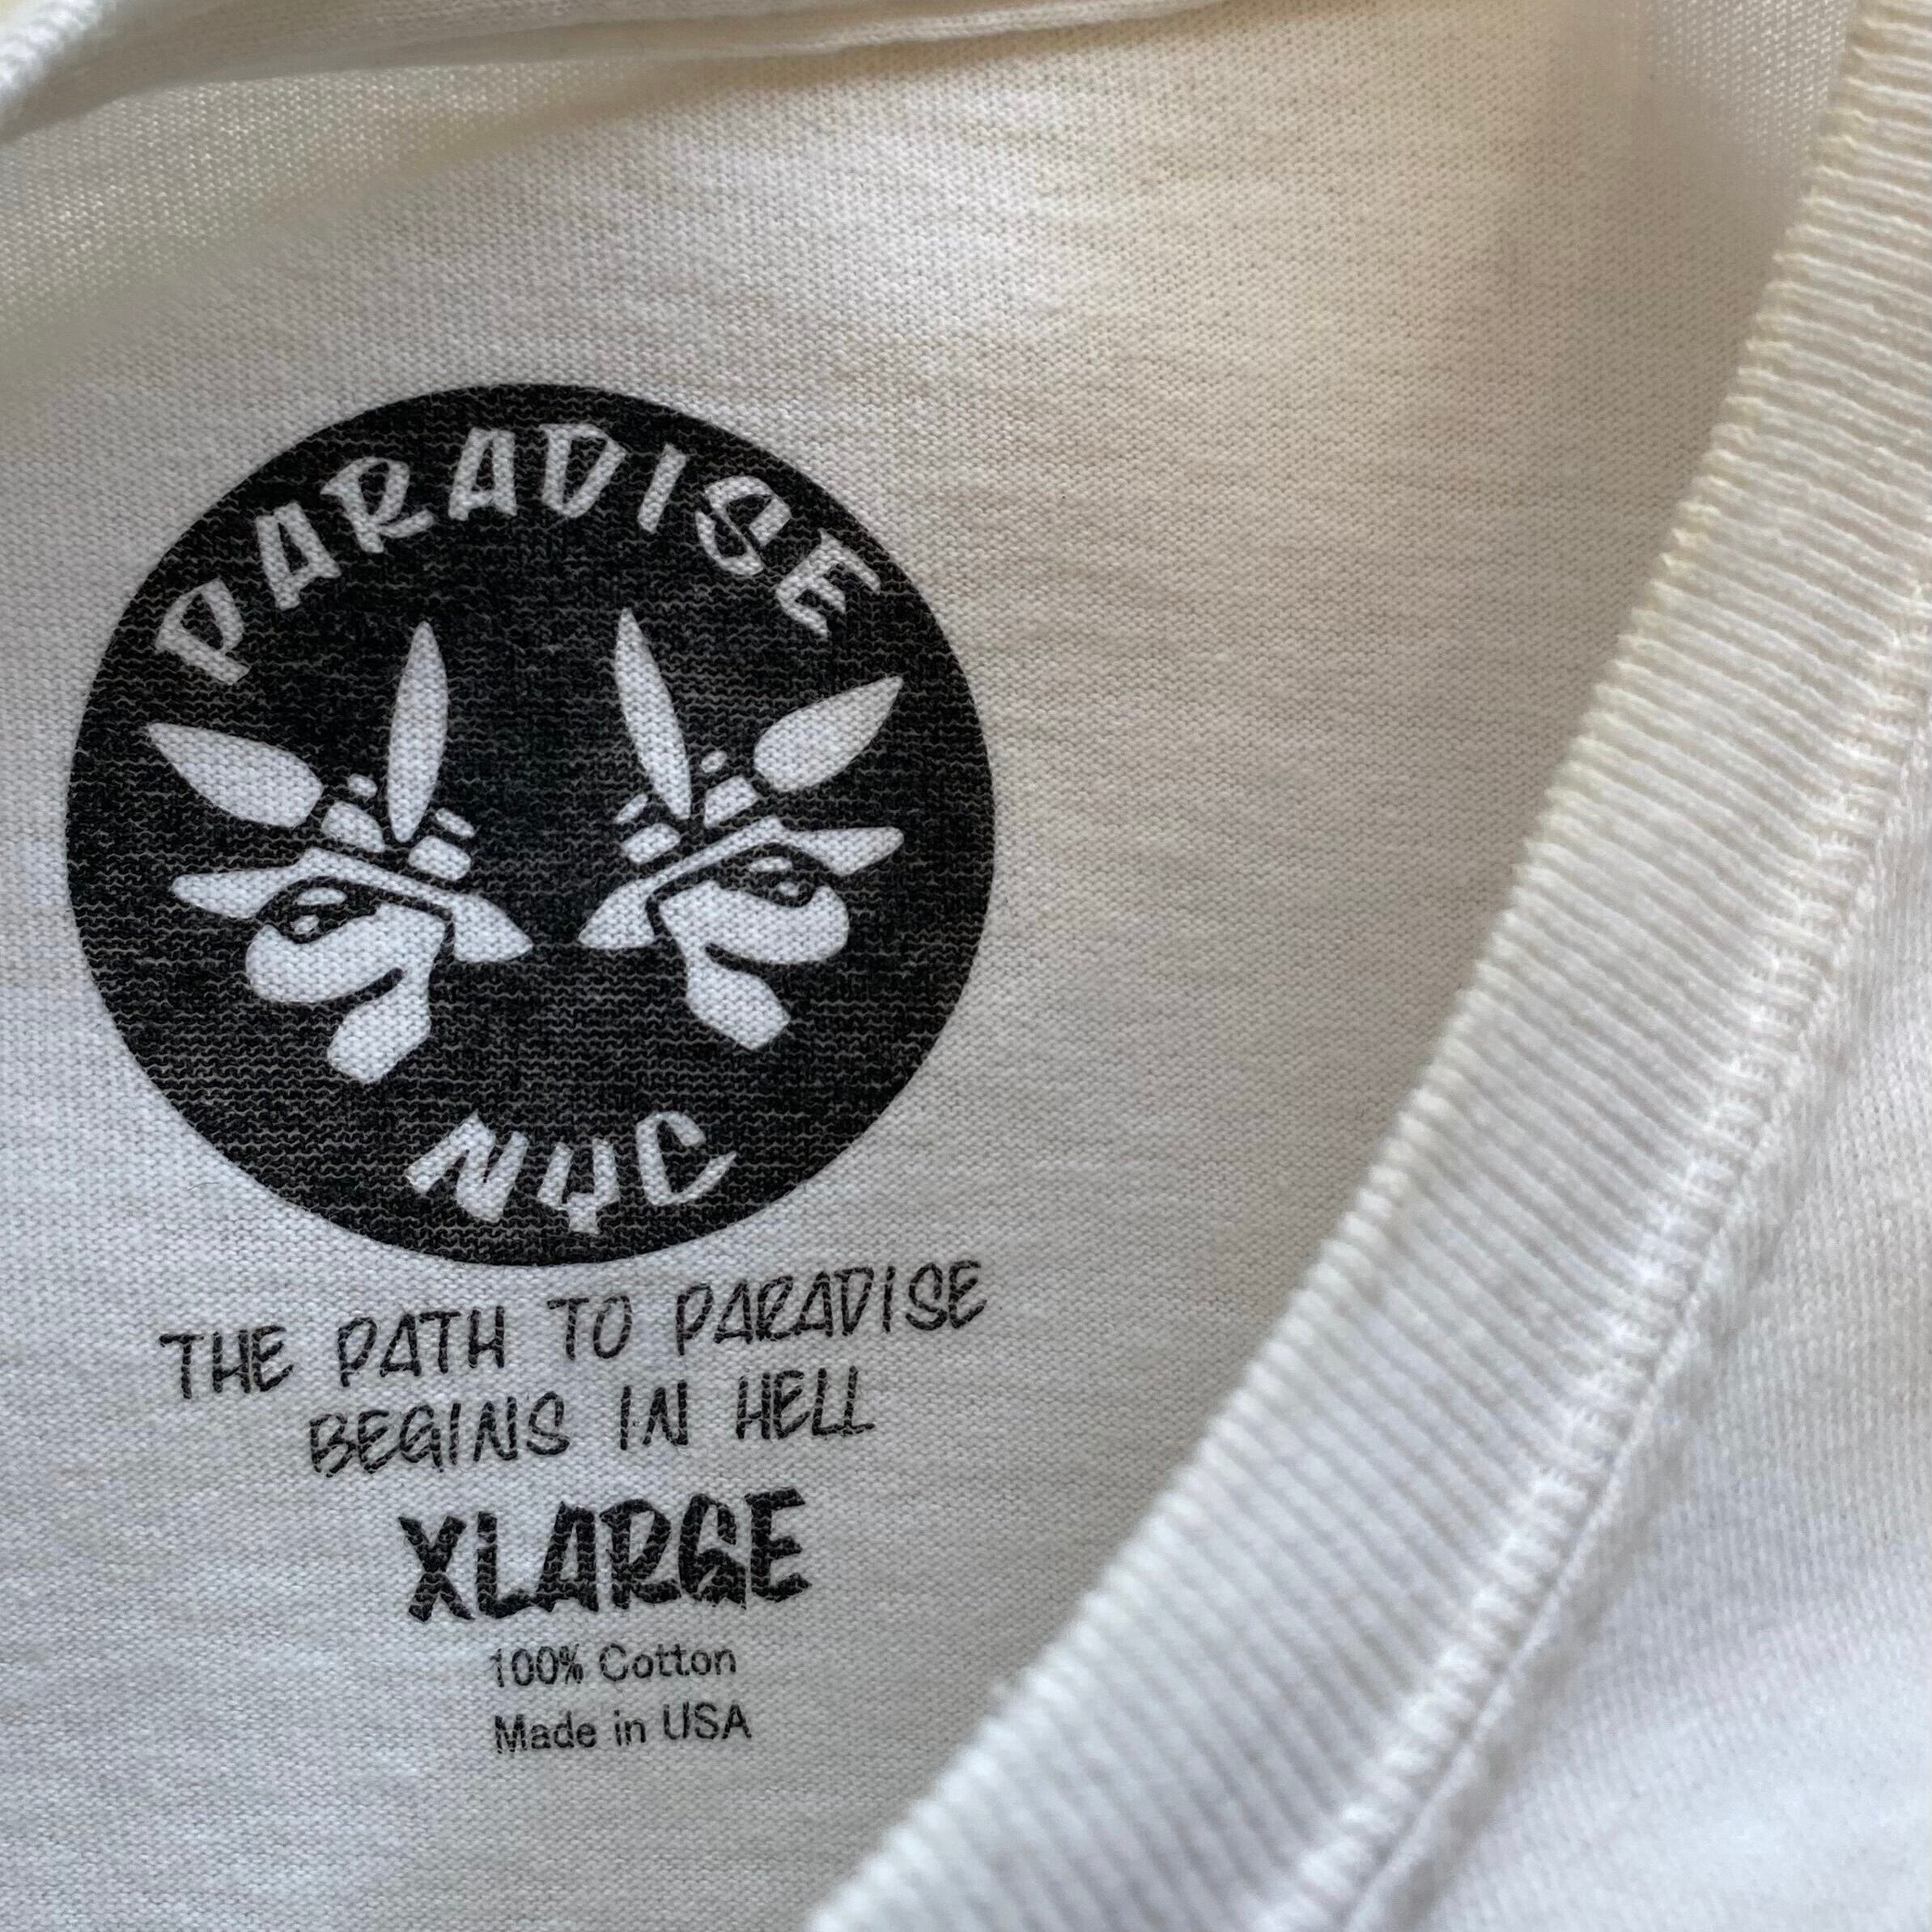 PARADISE
NYC
THE PATH TO PARADISE
BEGINS IN HELL
XLARGE
100% Cotton
Made in USA